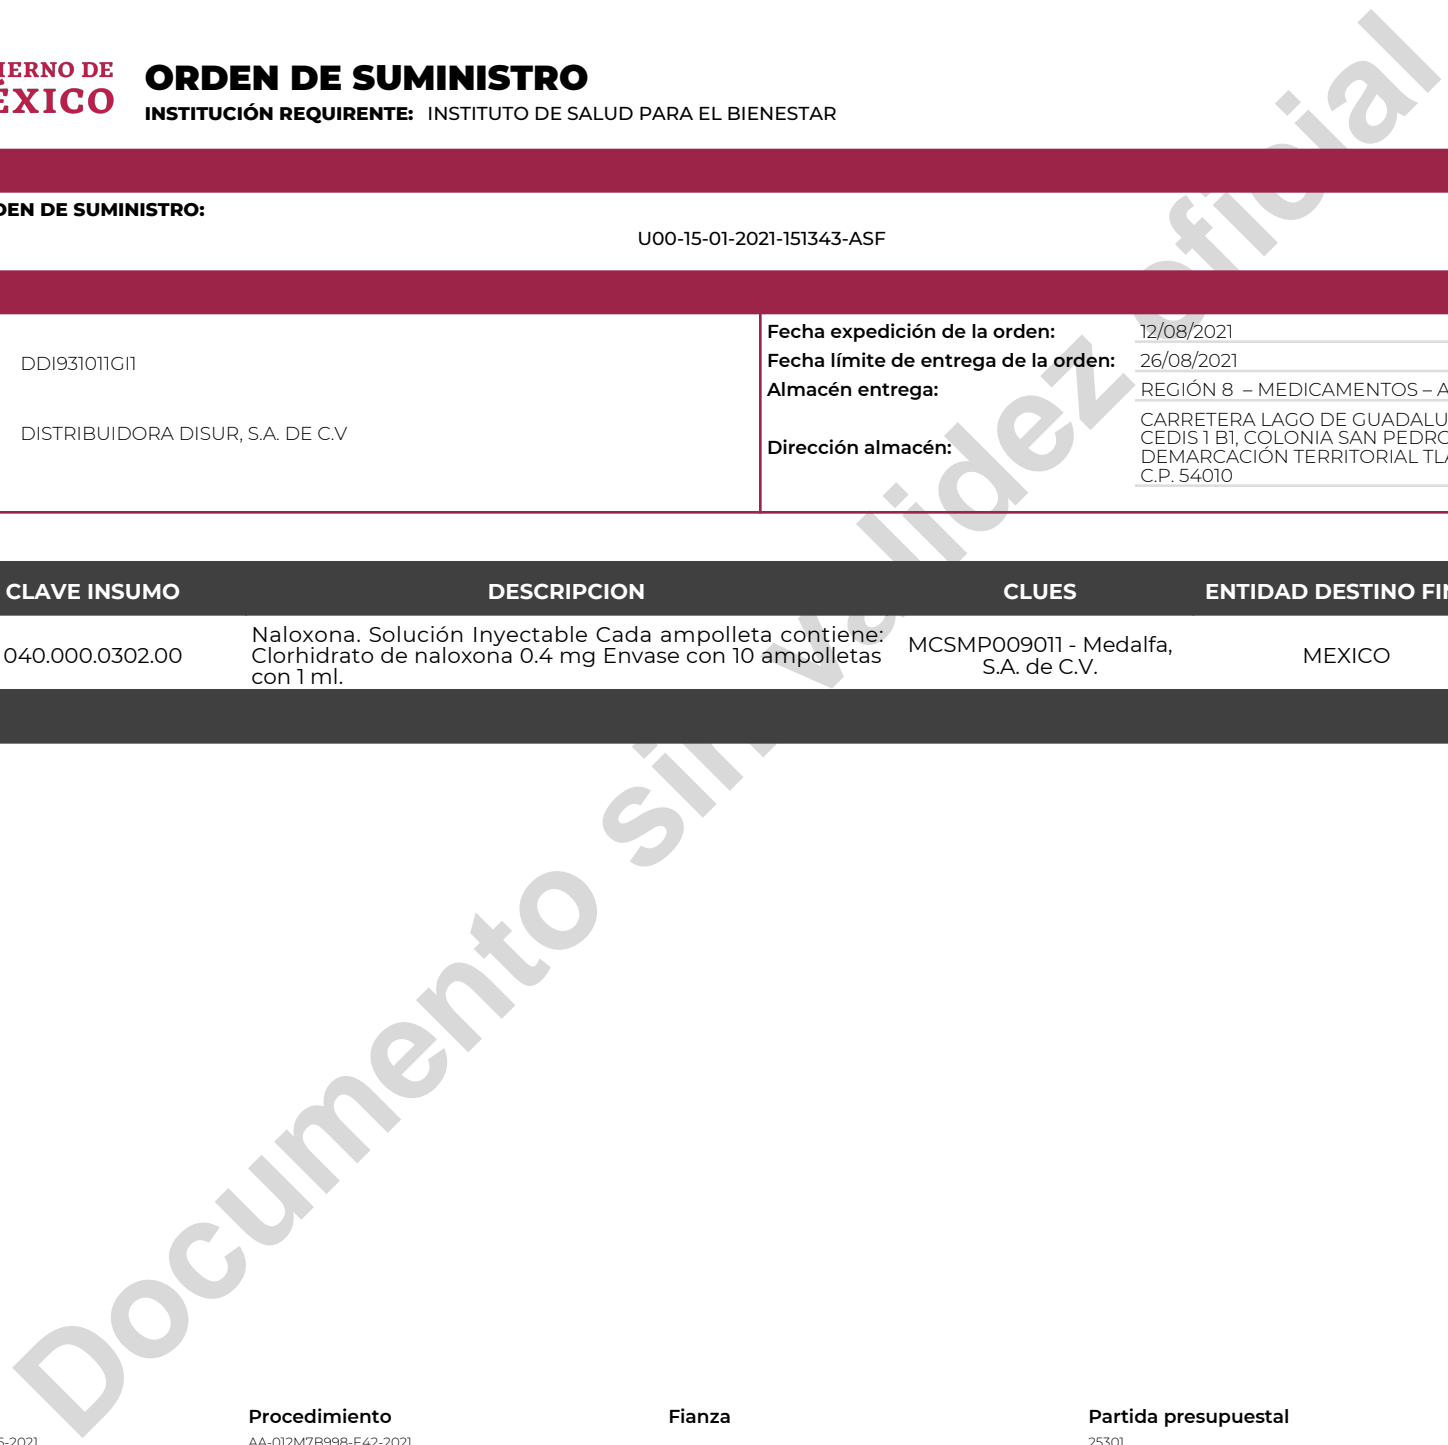 ORDEN DE SUMINISTRO
INSTITUCIÓN REQUIRENTE: INSTITUTO DE SALUD PARA EL BIENESTAR
IERNO DE
ÉXICO
DEN DE SUMINISTRO:
U00-15-01-2021-151343-ASF
DDI931011GI1
DISTRIBUIDORA DISUR, S.A. DE C.V
Fecha expedición de la orden: 12/08/2021
Fecha límite de entrega de la orden: 26/08/2021
Almacén entrega: REGIÓN 8 – MEDICAMENTOS – A
Dirección almacén:
CARRETERA LAGO DE GUADALU
CEDIS 1 B1, COLONIA SAN PEDRO
DEMARCACIÓN TERRITORIAL TLA
C.P. 54010
CLAVE INSUMO DESCRIPCION CLUES ENTIDAD DESTINO FIN
040.000.0302.00
Naloxona. Solución Inyectable Cada ampolleta contiene:
Clorhidrato de naloxona 0.4 mg Envase con 10 ampolletas
con 1 ml.
MCSMP009011 - Medalfa,
S.A. de C.V.
MEXICO
Documento sin validez oficial
Procedimiento Fianza Partida presupuestal
-2021 AA-012M7B998-E42-2021 25301